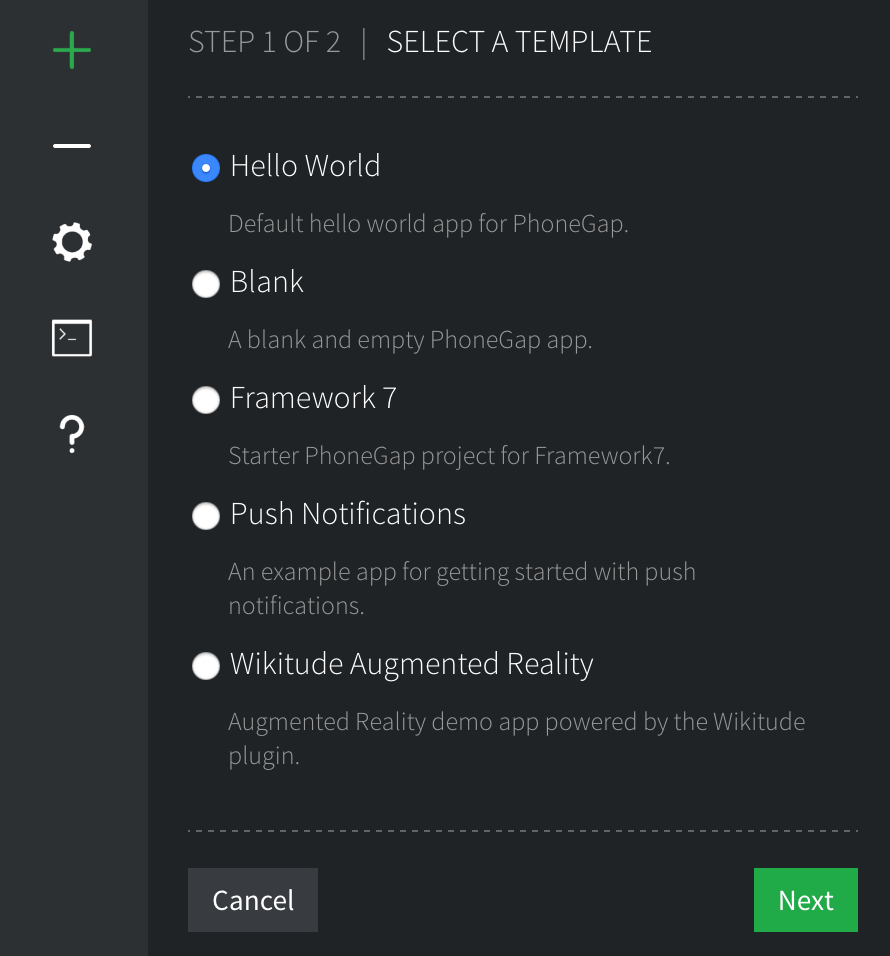 STEP 1 OF 2 | SELECT A TEMPLATE
Hello World
Default hello world app for PhoneGap.
Blank
A blank and empty PhoneGap app.
Framework 7
Starter PhoneGap project for Framework7.
Push Notifications
An example app for getting started with push
notifications.
Wikitude Augmented Reality
Augmented Reality demo app powered by the Wikitude
plugin.
Cancel Next